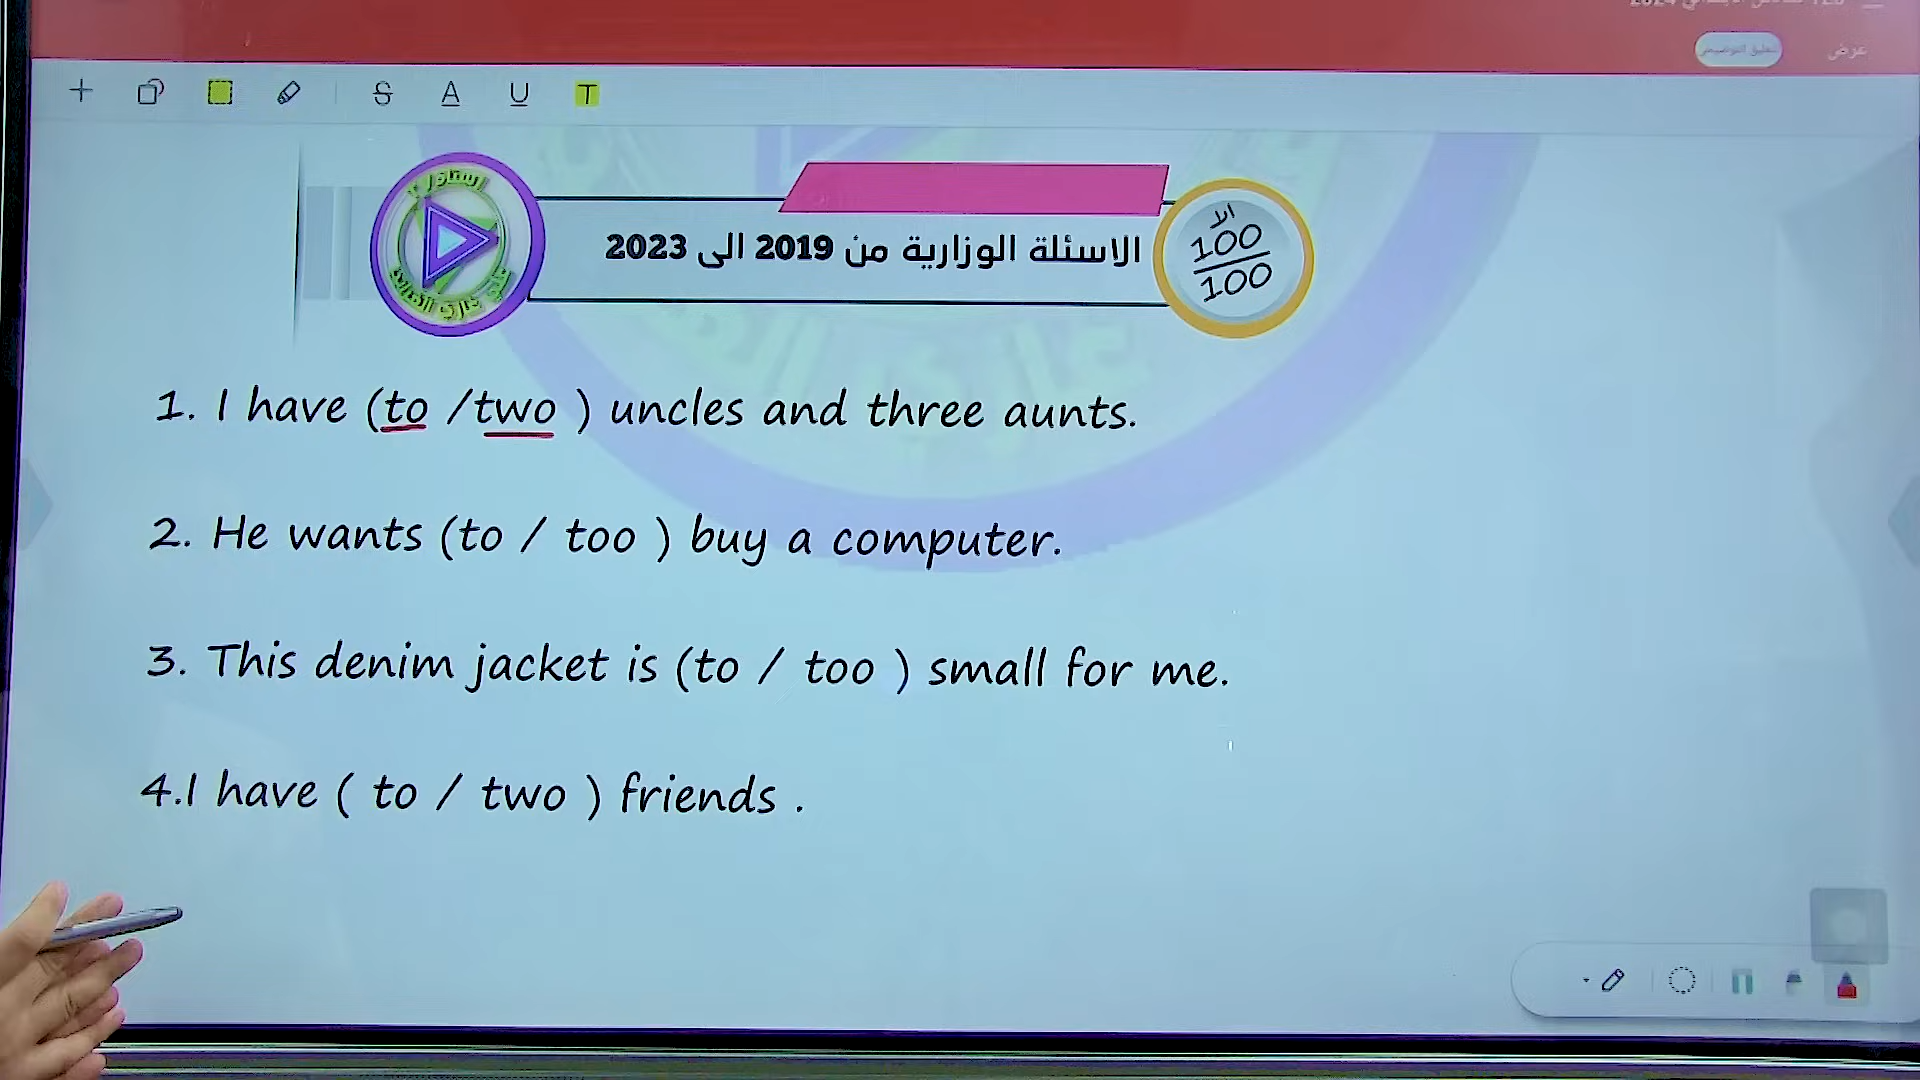 عرض
+ S A U T
الاسئلة الوزارية من 2019 الى 2023
الا
100
100
1. I have (to /two ) uncles and three aunts.
2. He wants (to / too ) buy a computer.
3. This denim jacket is (to / too ) small for me.
4.I have ( to / two ) friends .